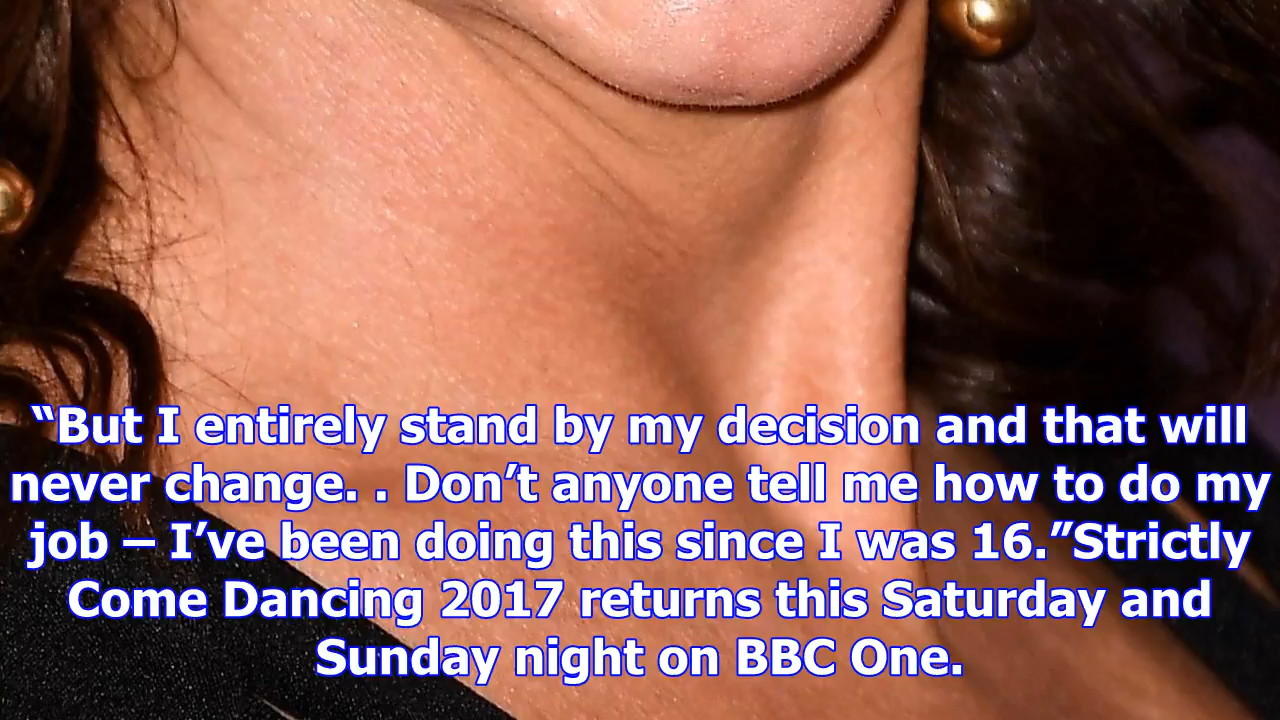 “But I entirely stand by my decision and that will
never change. . Don’t anyone tell me how to do my
job – I’ve been doing this since I was 16.”Strictly
Come Dancing 2017 returns this Saturday and
Sunday night on BBC One.